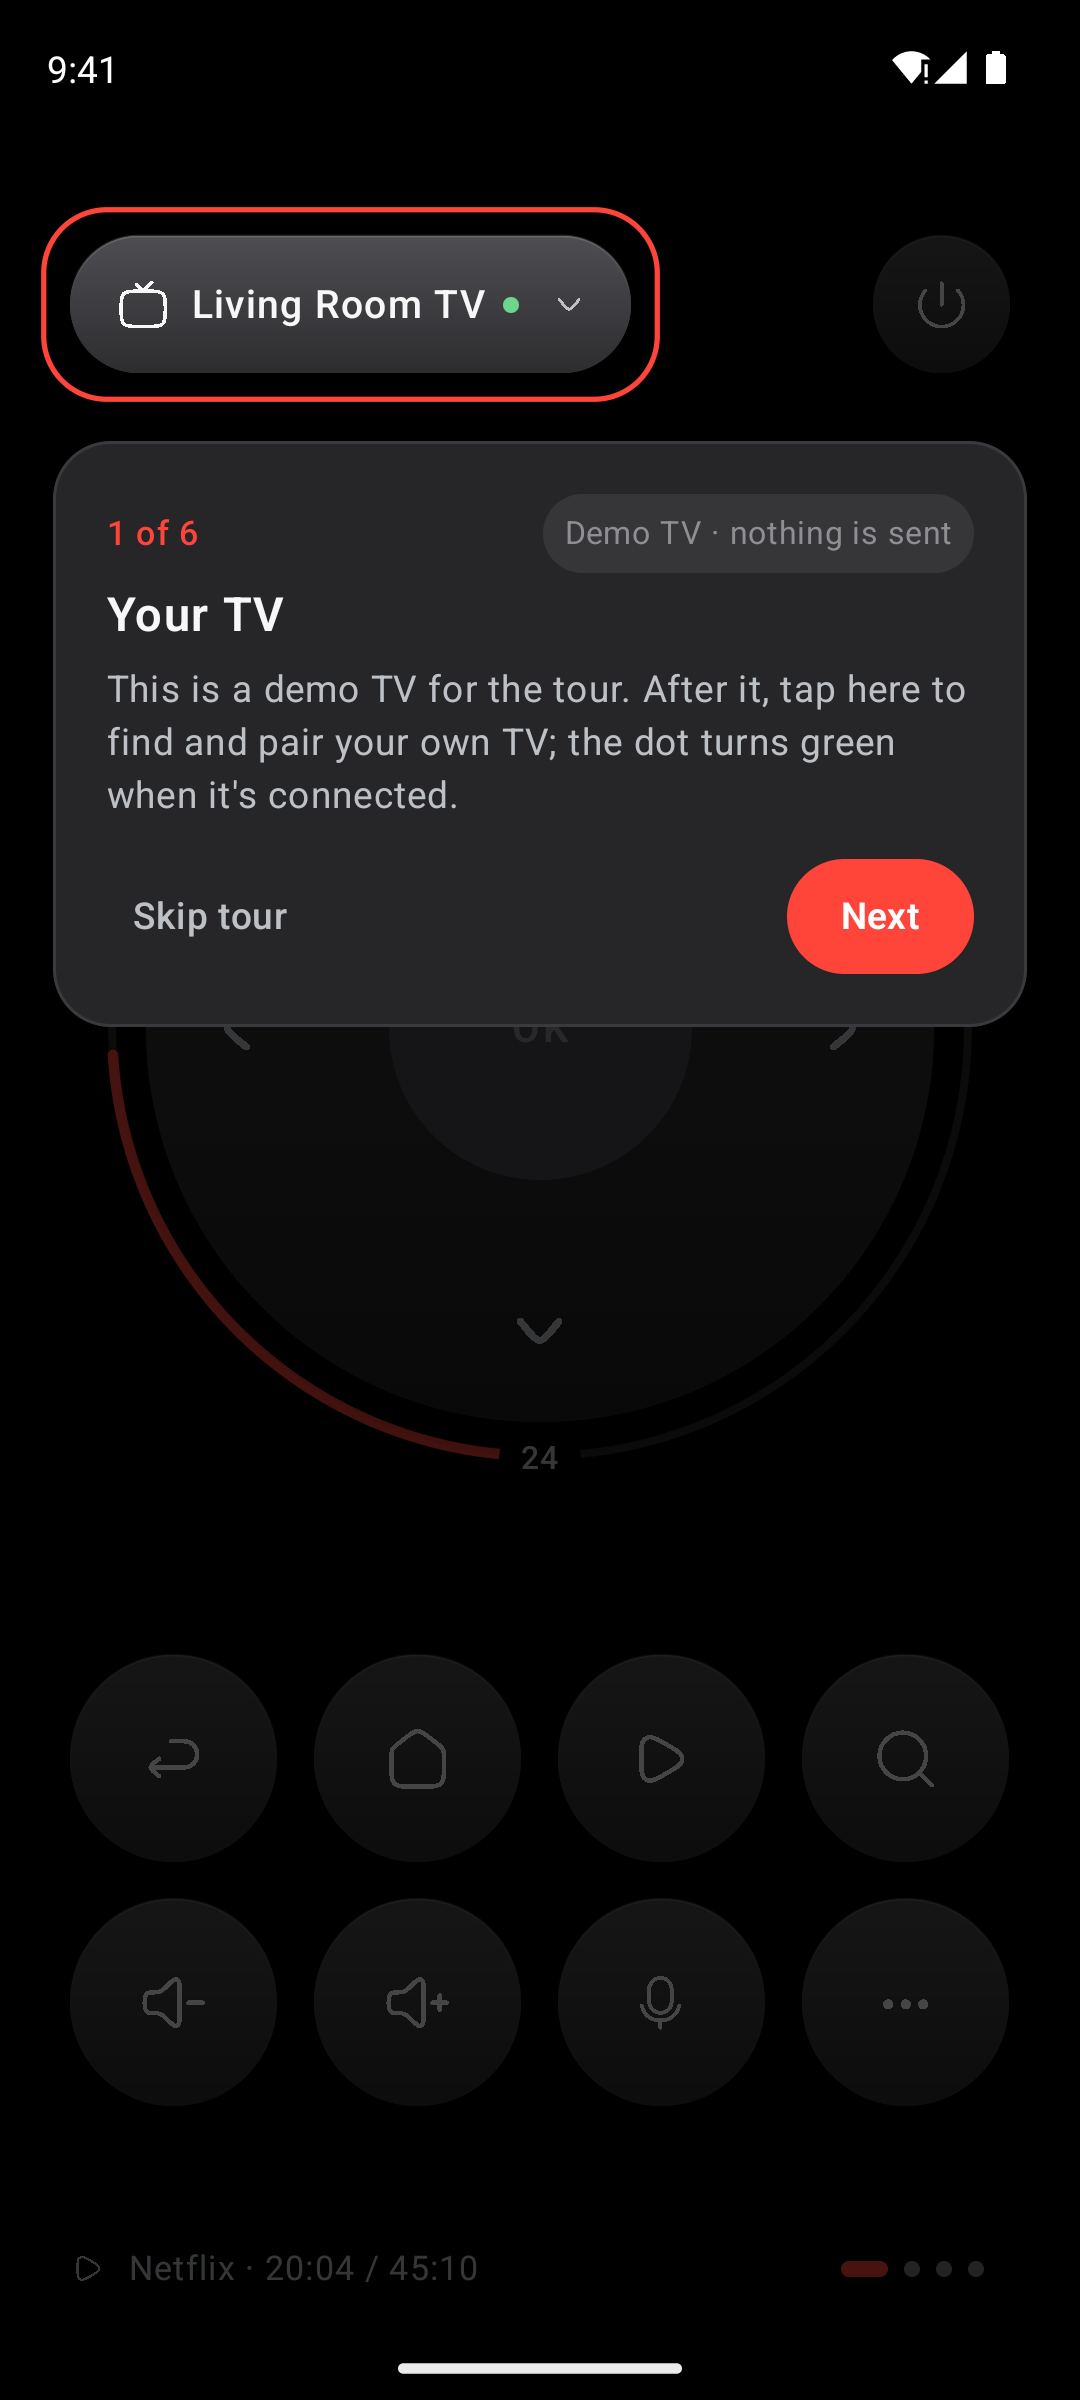 9:41
Living Room TV
1 of 6
Demo TV · nothing is sent
Your TV
This is a demo TV for the tour. After it, tap here to
find and pair your own TV; the dot turns green
when it's connected.
Skip tour
Next
OK
24
Netflix · 20:04 / 45:10